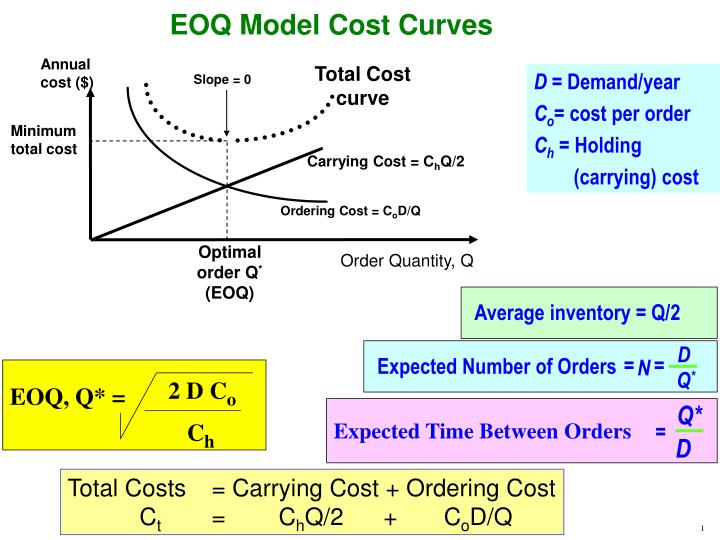 EOQ Model Cost Curves
Annual
cost ($)
Slope = 0
Total Cost
curve
Minimum
total cost
Carrying Cost = ChQ/2
Ordering Cost = CoD/Q
Optimal
order Q*
(EOQ)
Order Quantity, Q
D = Demand/year
Co= cost per order
Ch = Holding
(carrying) cost
Average inventory = Q/2
Expected Number of Orders = N = D
Q*
EOQ, Q* = 2 D Co
Ch
Expected Time Between Orders = Q*
D
Total Costs = Carrying Cost + Ordering Cost
Ct = ChQ/2 + CoD/Q
1